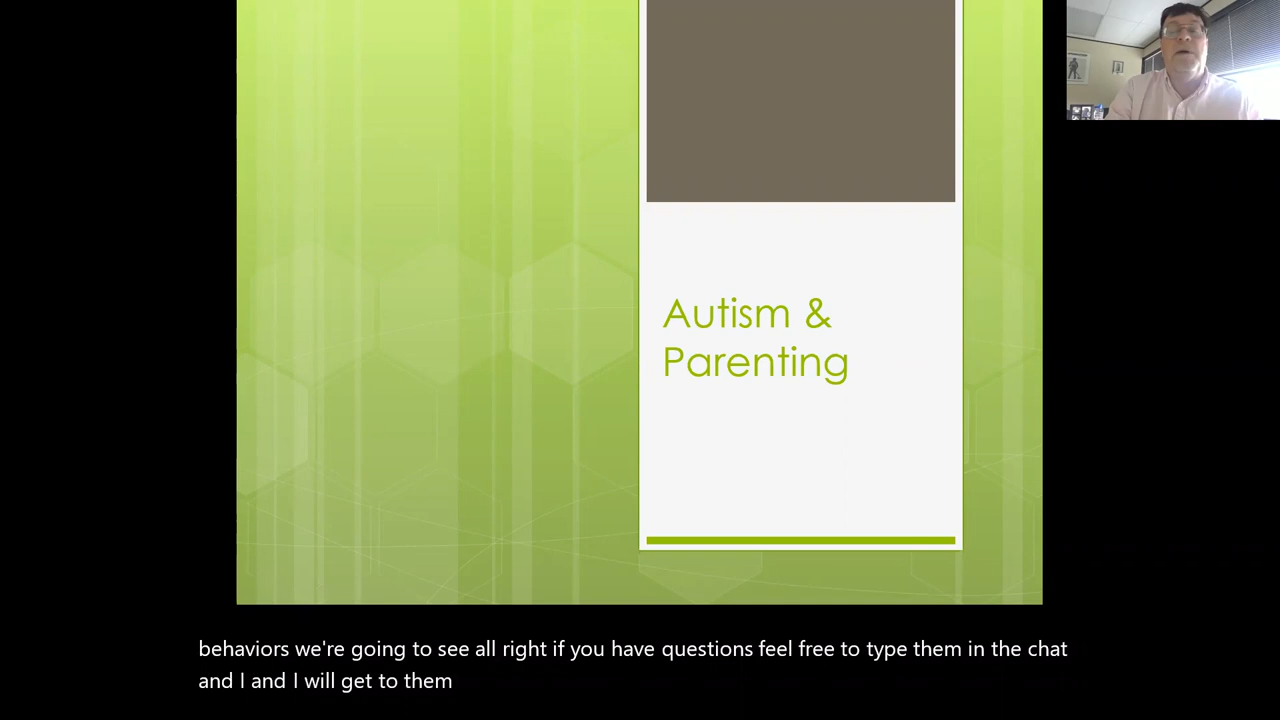 Autism &
Parenting
behaviors we're going to see all right if you have questions feel free to type them in the chat
and I and I will get to them